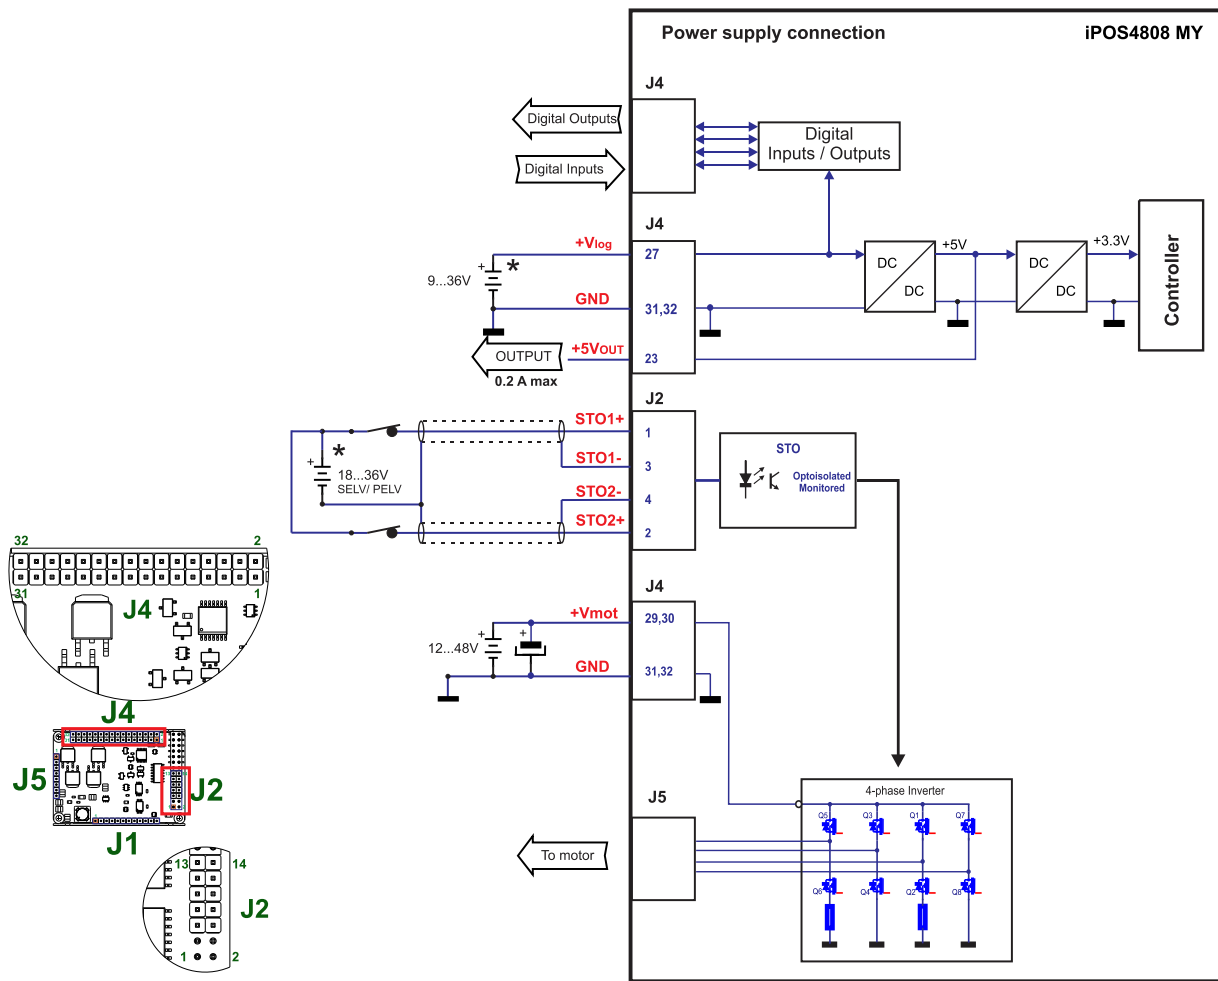 Power supply connection
iPOS4808 MY
J4
Digital Outputs
Digital Inputs
Digital
Inputs / Outputs
J4
+Vlog
27
+
*
9...36V
GND
31,32
+5VOUT
23
OUTPUT
0.2 A max
DC
DC
+5V
DC
DC
+3.3V
Controller
J2
STO1+
1
STO1-
3
STO2-
4
STO2+
2
+
*
18...36V
SELV/ PELV
STO
Optoisolated
Monitored
J4
+Vmot
29,30
+
+
12...48V
GND
31,32
J5
To motor
4-phase Inverter
Q5
Q3
Q1
Q7
Q6
Q4
Q2
Q8
32
2
31
1
J4
J4
J5
J2
J1
13
14
J2
1
2